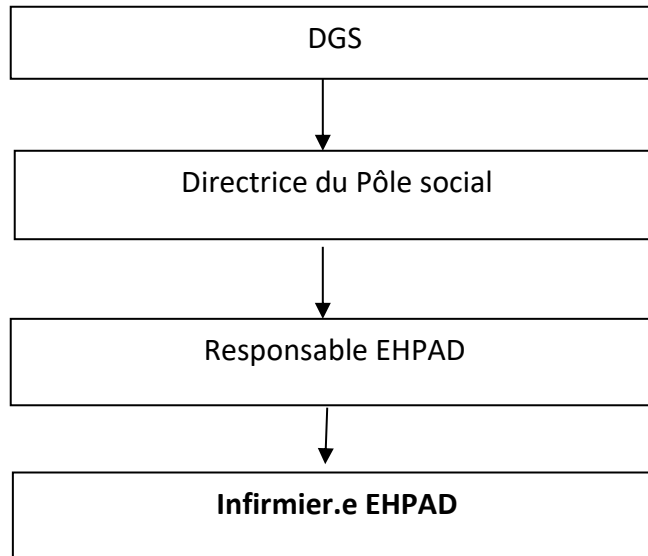 DGS
Directrice du Pôle social
Responsable EHPAD
Infirmier.e EHPAD